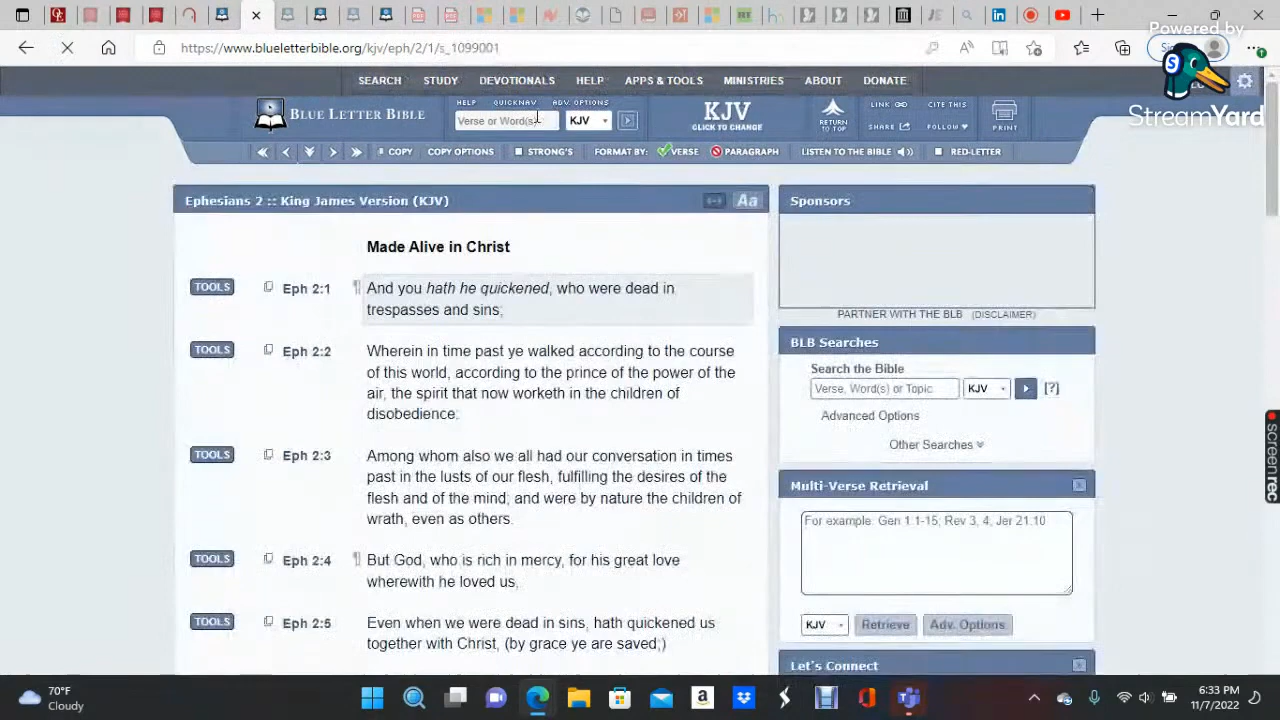 https://www.blueletterbible.org/kjv/eph/2/1/s_1099001
Powered by
StreamYard
SEARCH STUDY DEVOTIONALS HELP APPS & TOOLS MINISTRIES ABOUT DONATE
BLUE LETTER BIBLE
HELP QUICKNAV ADV. OPTIONS
Verse or Word(s) KJV
KJV
CLICK TO CHANGE
RETURN
TO TOP
LINK CITE THIS
SHARE FOLLOW
PRINT
COPY COPY OPTIONS STRONG'S FORMAT BY: VERSE PARAGRAPH LISTEN TO THE BIBLE RED-LETTER
Ephesians 2 :: King James Version (KJV) Aa
Made Alive in Christ
TOOLS Eph 2:1 ¶ And you hath he quickened, who were dead in
trespasses and sins;
TOOLS Eph 2:2 Wherein in time past ye walked according to the course
of this world, according to the prince of the power of the
air, the spirit that now worketh in the children of
disobedience:
TOOLS Eph 2:3 Among whom also we all had our conversation in times
past in the lusts of our flesh, fulfilling the desires of the
flesh and of the mind; and were by nature the children of
wrath, even as others.
TOOLS Eph 2:4 ¶ But God, who is rich in mercy, for his great love
wherewith he loved us,
TOOLS Eph 2:5 Even when we were dead in sins, hath quickened us
together with Christ, (by grace ye are saved;)
Sponsors
PARTNER WITH THE BLB (DISCLAIMER)
BLB Searches
Search the Bible
Verse, Word(s) or Topic KJV [?]
Advanced Options
Other Searches
Multi-Verse Retrieval
For example: Gen 1.1-15; Rev 3, 4; Jer 21.10
KJV Retrieve Adv. Options
Let's Connect
screen rec
70°F
Cloudy
6:33 PM
11/7/2022